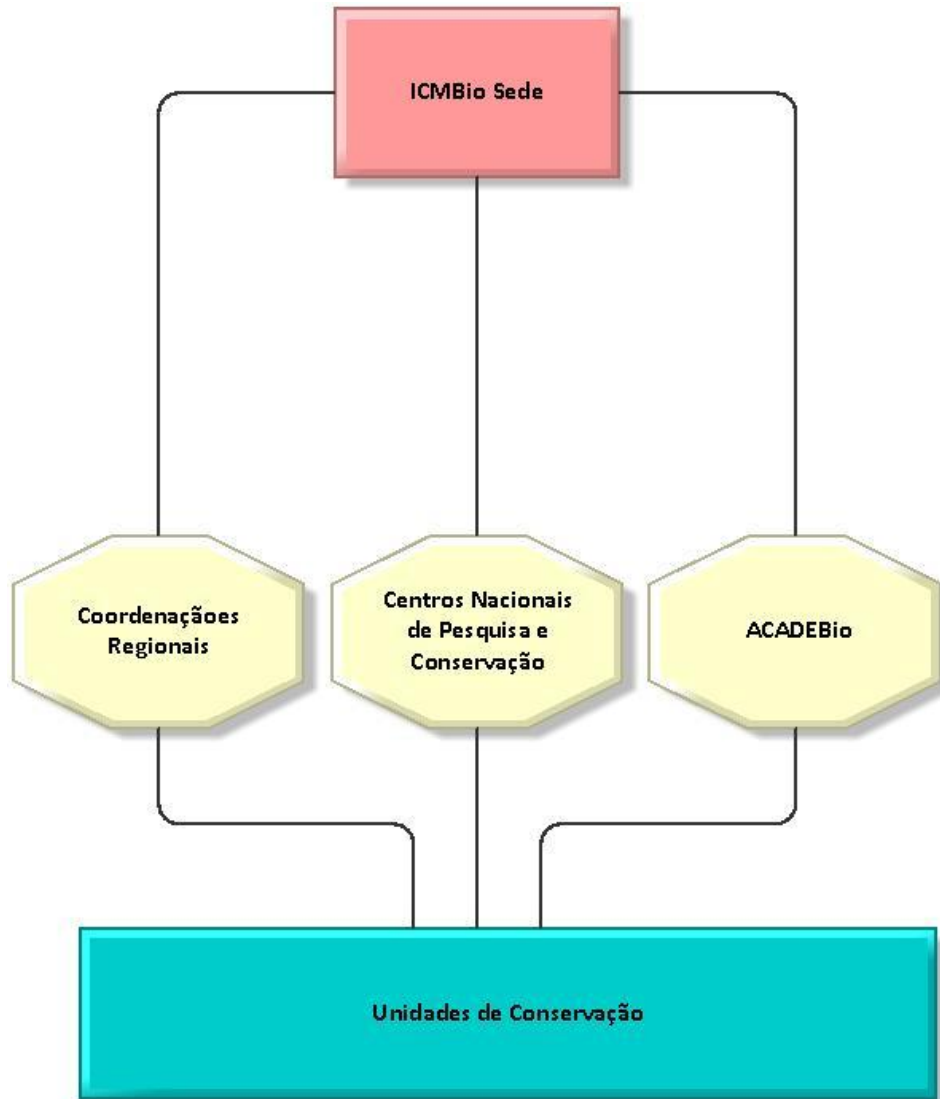 ICMBio Sede
Coordenaçãoes
Regionais
Centros Nacionais
de Pesquisa e
Conservação
ACADEBio
Unidades de Conservação